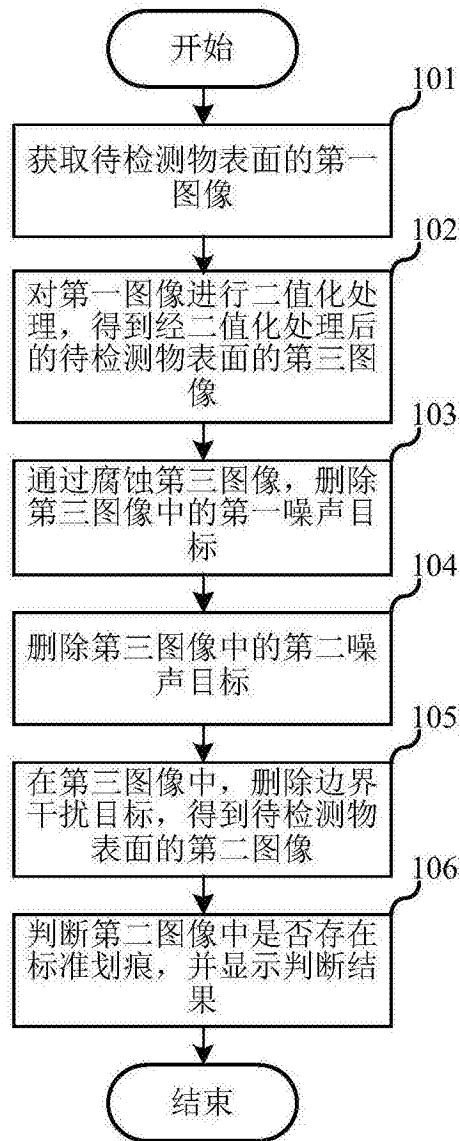 开始
101
获取待检测物表面的第一
图像
102
对第一图像进行二值化处
理，得到经二值化处理后
的待检测物表面的第三图
像
103
通过腐蚀第三图像，删除
第三图像中的第一噪声目
标
104
删除第三图像中的第二噪
声目标
105
在第三图像中，删除边界
干扰目标，得到待检测物
表面的第二图像
106
判断第二图像中是否存在
标准划痕，并显示判断结
果
结束